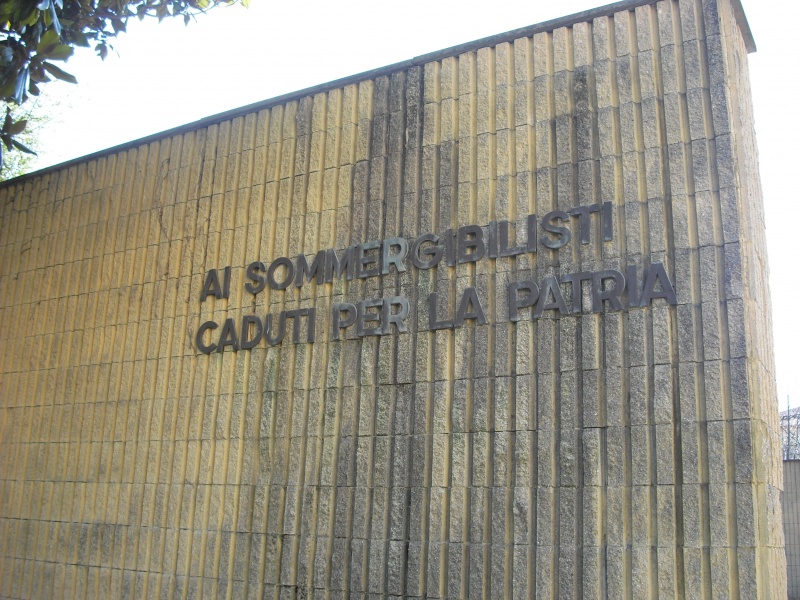 AI SOMMERGIBILISTI
CADUTI PER LA PATRIA